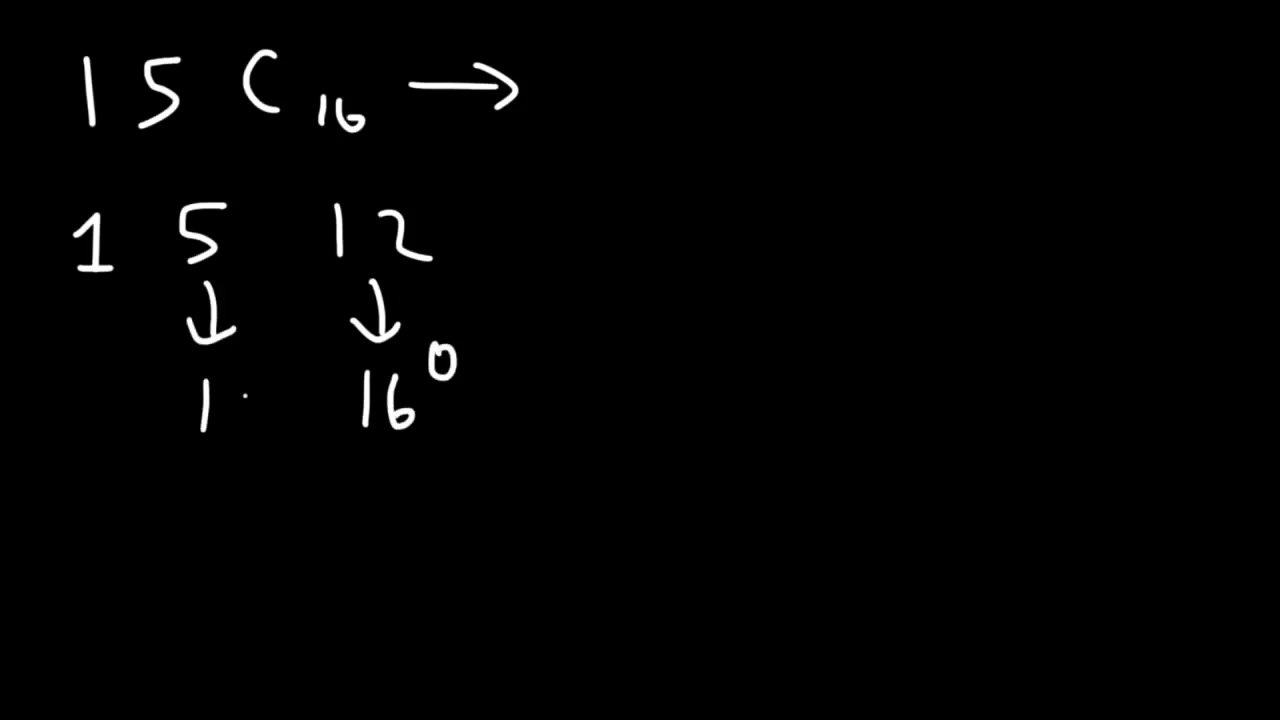 15C₁₆ →
1 5 12
↓ ↓
1 16⁰